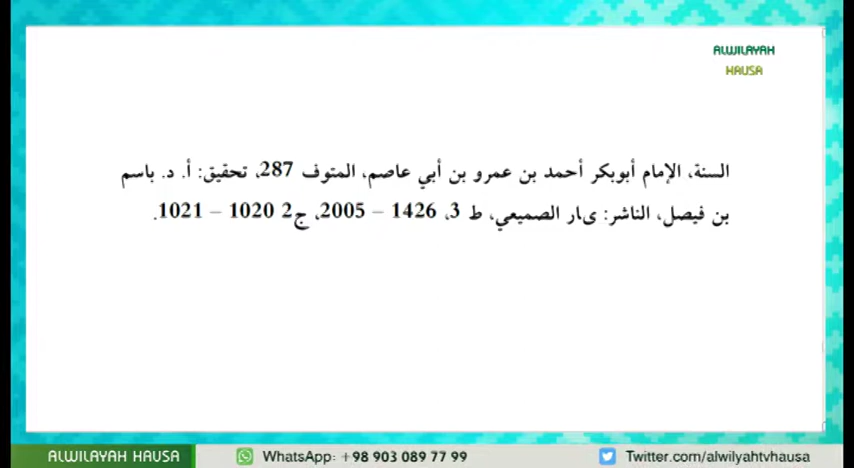 ALWILAYAH
HAUSA
السنة، الإمام أبوبكر أحمد بن عمرو بن أبي عاصم، المتوف 287، تحقيق: أ. د. باسم
بن فيصل، الناشر: ىار الصميعي، ط 3، 1426 – 2005، ج2 1020 – 1021.
ALWILAYAH HAUSA WhatsApp: +98 903 089 77 99 Twitter.com/alwilyahtvhausa